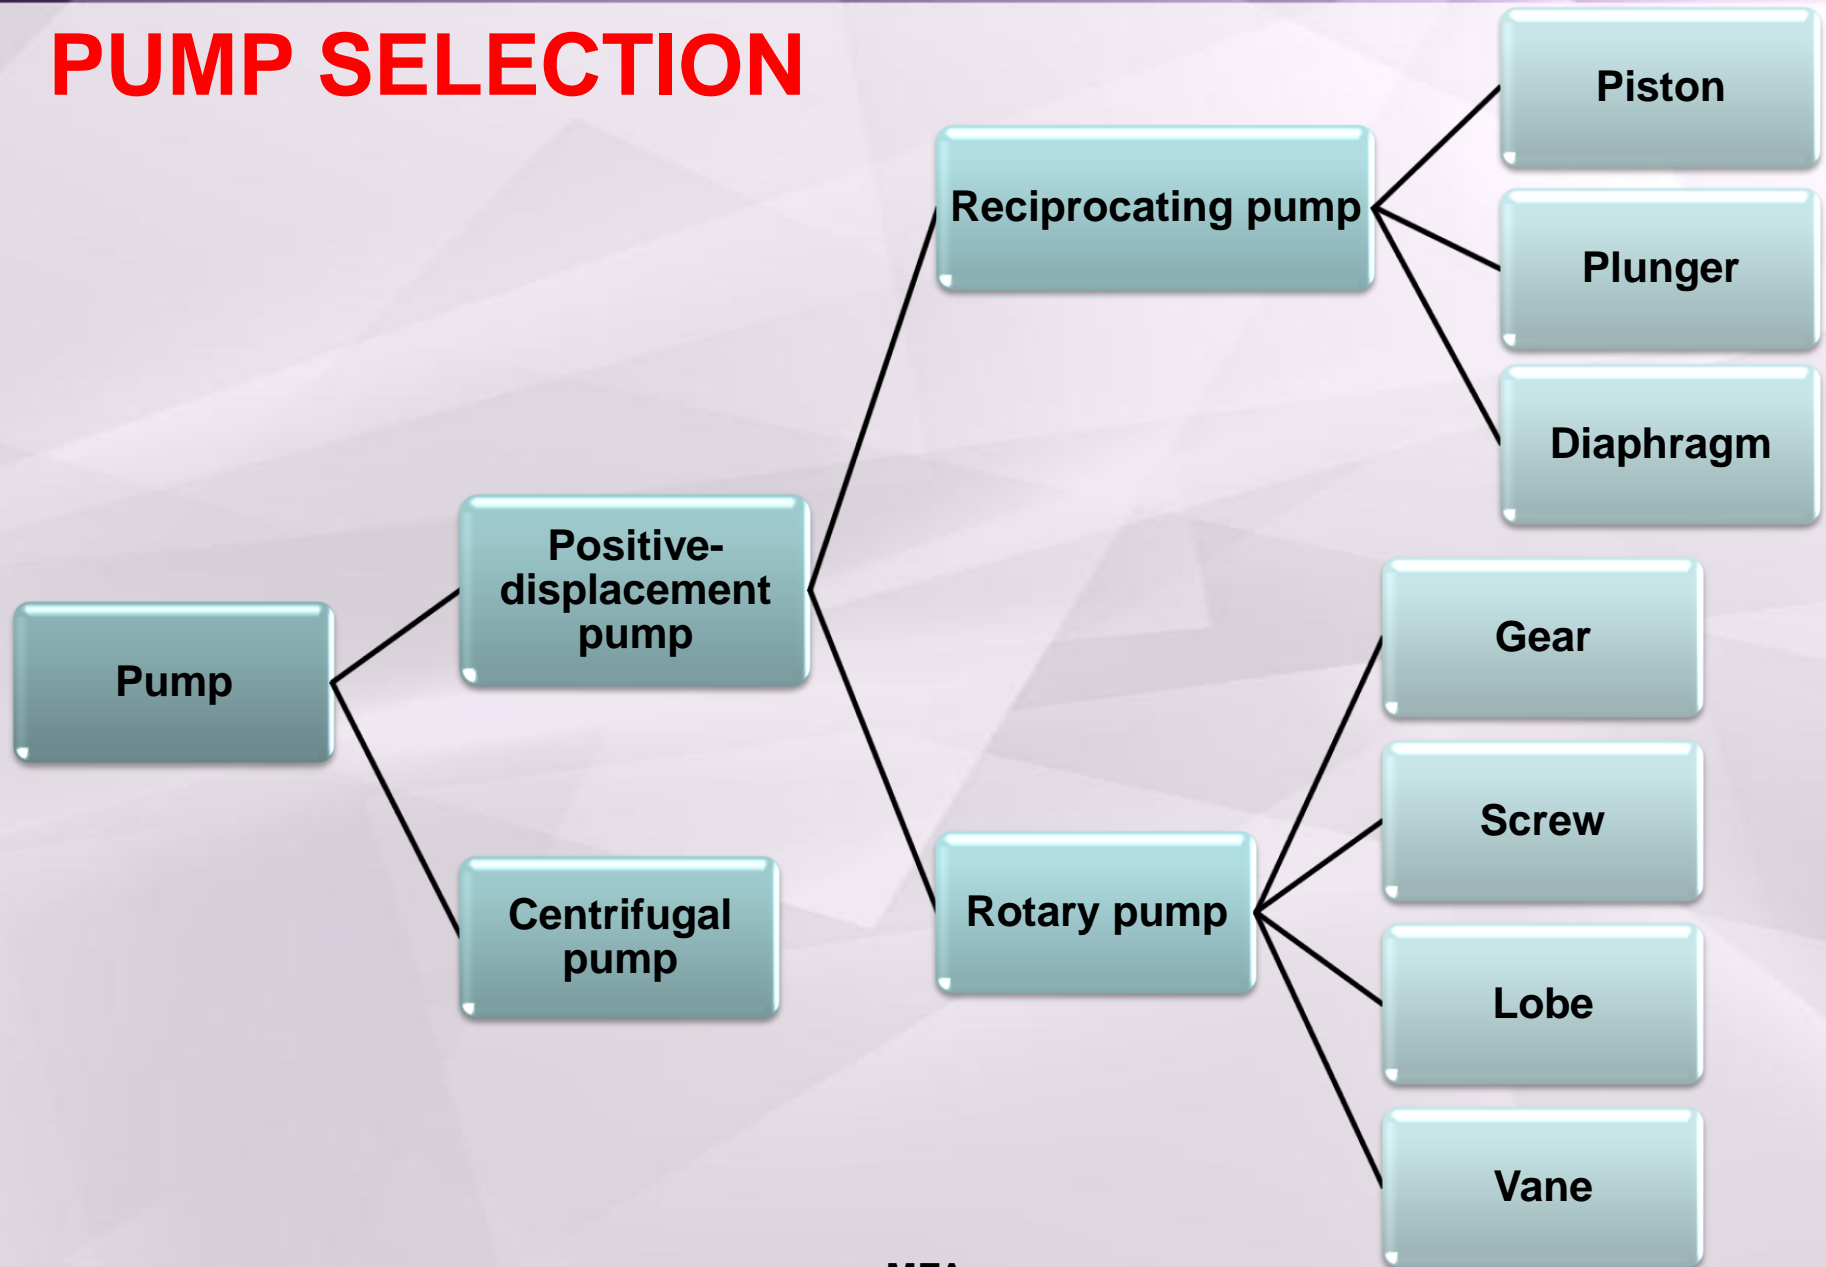 PUMP SELECTION
Piston
Reciprocating pump
Plunger
Diaphragm
Positive-
displacement
pump
Gear
Pump
Screw
Centrifugal
pump
Rotary pump
Lobe
Vane